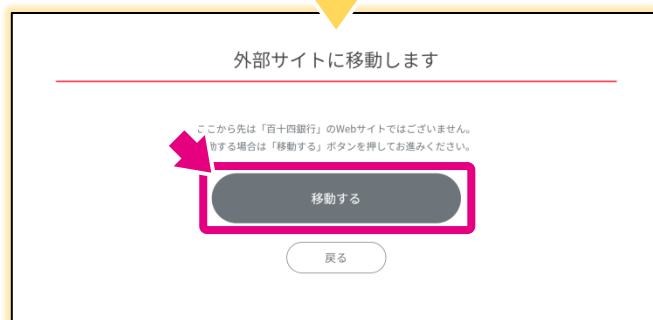 外部サイトに移動します
ここから先は「百十四銀行」のWebサイトではございません。
動する場合は「移動する」ボタンを押してお進みください。
移動する
戻る